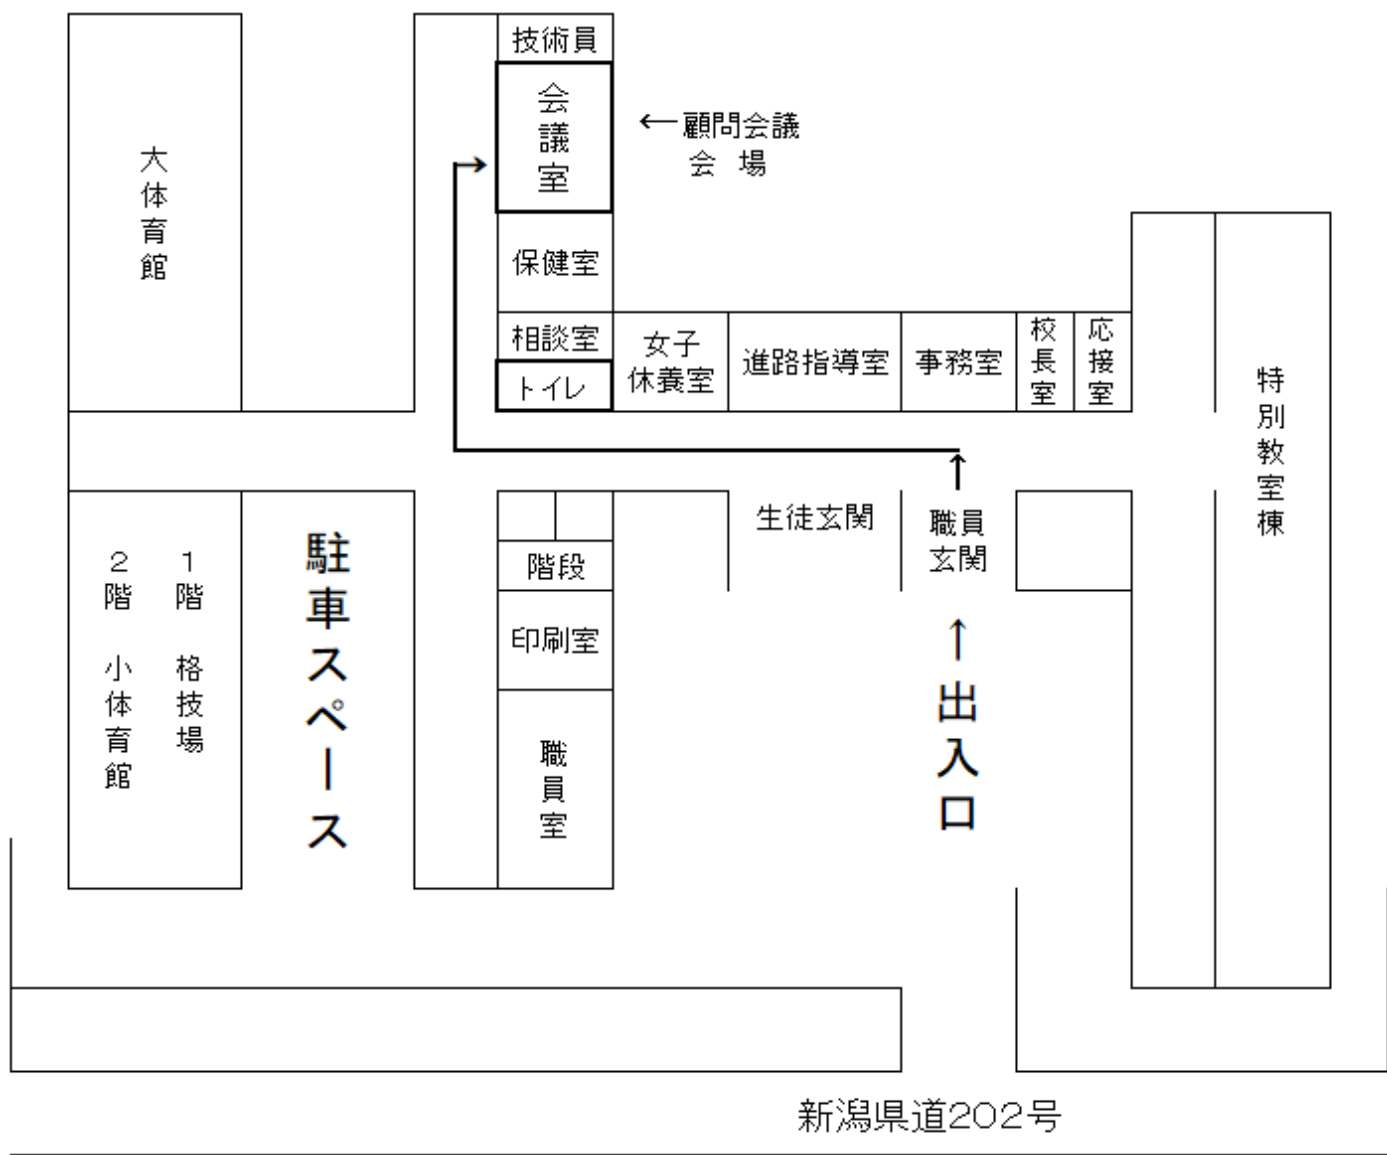 技術員
会議室
←顧問会議
会 場
大体育館
保健室
相談室
トイレ
女子
休養室
進路指導室
事務室
校長室
応接室
特別教室棟
生徒玄関
職員
玄関
階段
印刷室
職員室
駐車スペース
1階 格技場
2階 小体育館
↑出入口
新潟県道202号